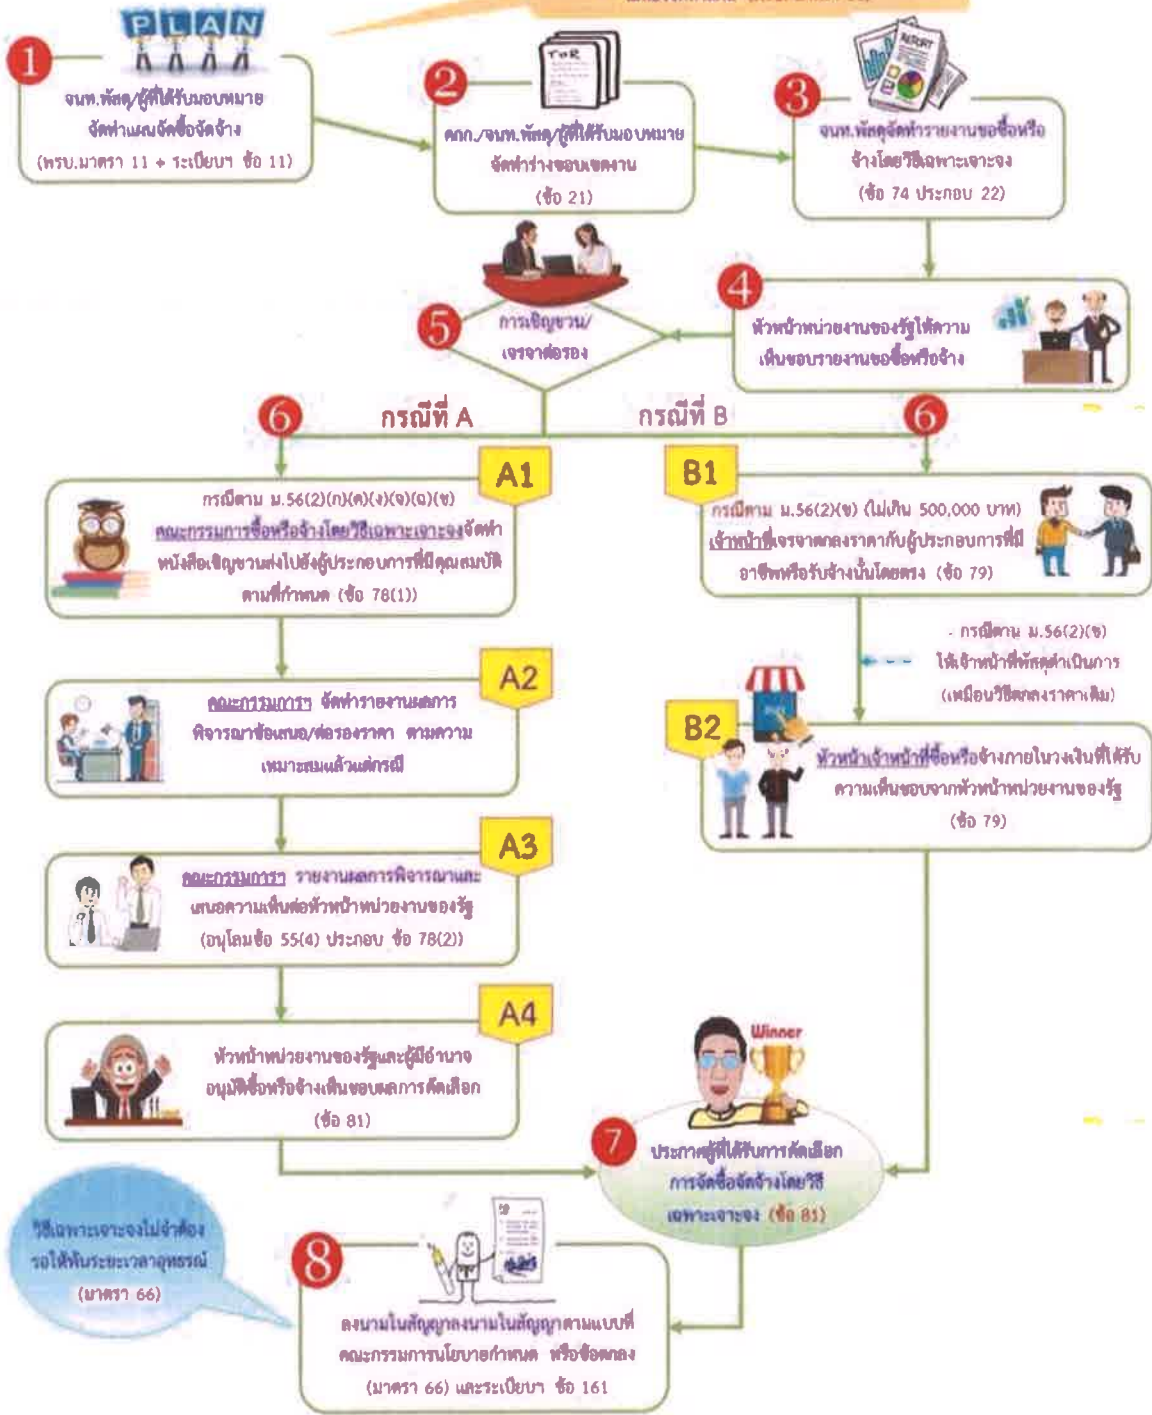 PLAN
1
จนท.พัสดุ/ผู้ที่ได้รับมอบหมาย
จัดทำแผนจัดซื้อจัดจ้าง
(พรบ.มาตรา 11 + ระเบียบฯ ข้อ 11)
2
TOR
คกก./จนท.พัสดุ/ผู้ที่ได้รับมอบหมาย
จัดทำร่างขอบเขตงาน
(ข้อ 21)
3
REPORT
จนท.พัสดุจัดทำรายงานขอซื้อหรือ
จ้างโดยวิธีเฉพาะเจาะจง
(ข้อ 74 ประกอบ 22)
4
หัวหน้าหน่วยงานของรัฐให้ความ
เห็นชอบรายงานขอซื้อหรือจ้าง
5
การเชิญชวน/
เจรจาต่อรอง
6
กรณีที่ A
กรณีที่ B
6
A1
กรณีตาม ม.56(2)(ก)(ค)(ง)(จ)(ฉ)(ช)
คณะกรรมการซื้อหรือจ้างโดยวิธีเฉพาะเจาะจงจัดทำ
หนังสือเชิญชวนส่งไปยังผู้ประกอบการที่มีคุณสมบัติ
ตามที่กำหนด (ข้อ 78(1))
A2
คณะกรรมการฯ จัดทำรายงานผลการ
พิจารณาข้อเสนอ/ต่อรองราคา ตามความ
เหมาะสมแล้วแต่กรณี
A3
คณะกรรมการฯ รายงานผลการพิจารณาและ
เสนอความเห็นต่อหัวหน้าหน่วยงานของรัฐ
(อนุโลมข้อ 55(4) ประกอบ ข้อ 78(2))
A4
หัวหน้าหน่วยงานของรัฐและผู้มีอำนาจ
อนุมัติซื้อหรือจ้างเห็นชอบผลการคัดเลือก
(ข้อ 81)
B1
กรณีตาม ม.56(2)(ข) (ไม่เกิน 500,000 บาท)
เจ้าหน้าที่เจรจาตกลงราคากับผู้ประกอบการที่มี
อาชีพหรือรับจ้างนั้นโดยตรง (ข้อ 79)
- กรณีตาม ม.56(2)(ข)
ให้เจ้าหน้าที่พัสดุดำเนินการ
(เหมือนวิธีตกลงราคาเดิม)
B2
หัวหน้าเจ้าหน้าที่ซื้อหรือจ้างภายในวงเงินที่ได้รับ
ความเห็นชอบจากหัวหน้าหน่วยงานของรัฐ
(ข้อ 79)
Winner
7
ประกาศผู้ที่ได้รับการคัดเลือก
การจัดซื้อจัดจ้างโดยวิธี
เฉพาะเจาะจง (ข้อ 81)
วิธีเฉพาะเจาะจงไม่จำต้อง
รอให้พ้นระยะเวลาอุทธรณ์
(มาตรา 66)
8
ลงนามในสัญญาลงนามในสัญญาตามแบบที่
คณะกรรมการนโยบายกำหนด หรือข้อตกลง
(มาตรา 66) และระเบียบฯ ข้อ 161